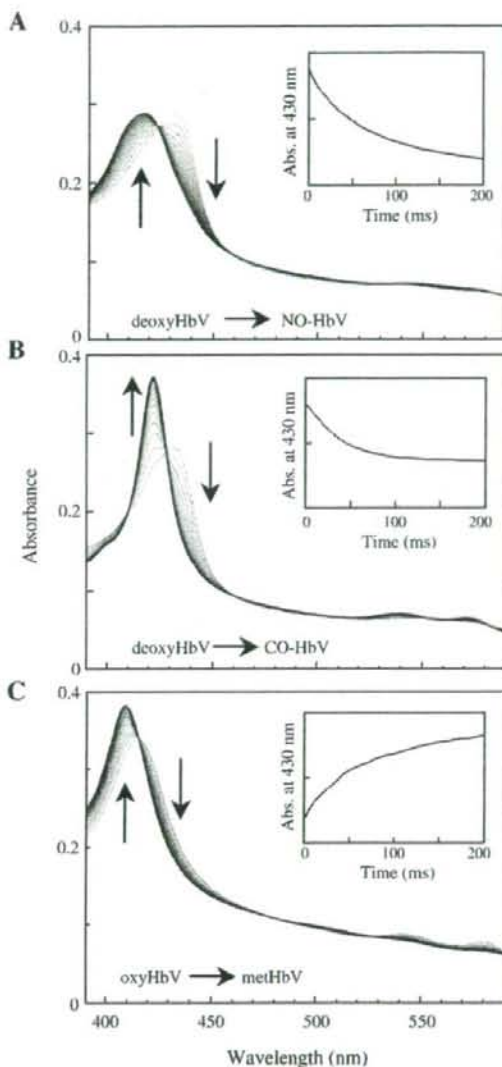 A
0.4
0.2
0
Abs. at 430 nm
0
100
200
Time (ms)
deoxyHbV → NO-HbV
B
0.4
0.2
0
Abs. at 430 nm
0
100
200
Time (ms)
deoxyHbV → CO-HbV
Absorbance
C
0.4
0.2
0
Abs. at 430 nm
0
100
200
Time (ms)
oxyHbV → metHbV
400
450
500
550
Wavelength (nm)